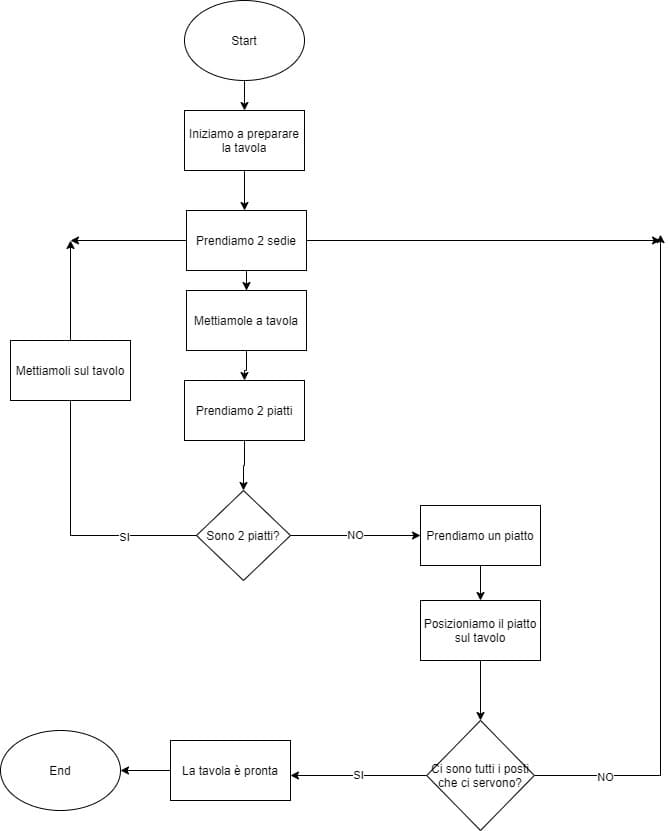 Start
Iniziamo a preparare
la tavola
Prendiamo 2 sedie
Mettiamole a tavola
Mettiamoli sul tavolo
Prendiamo 2 piatti
SI
Sono 2 piatti?
NO
Prendiamo un piatto
Posizioniamo il piatto
sul tavolo
Ci sono tutti i posti
che ci servono?
NO
SI
La tavola è pronta
End